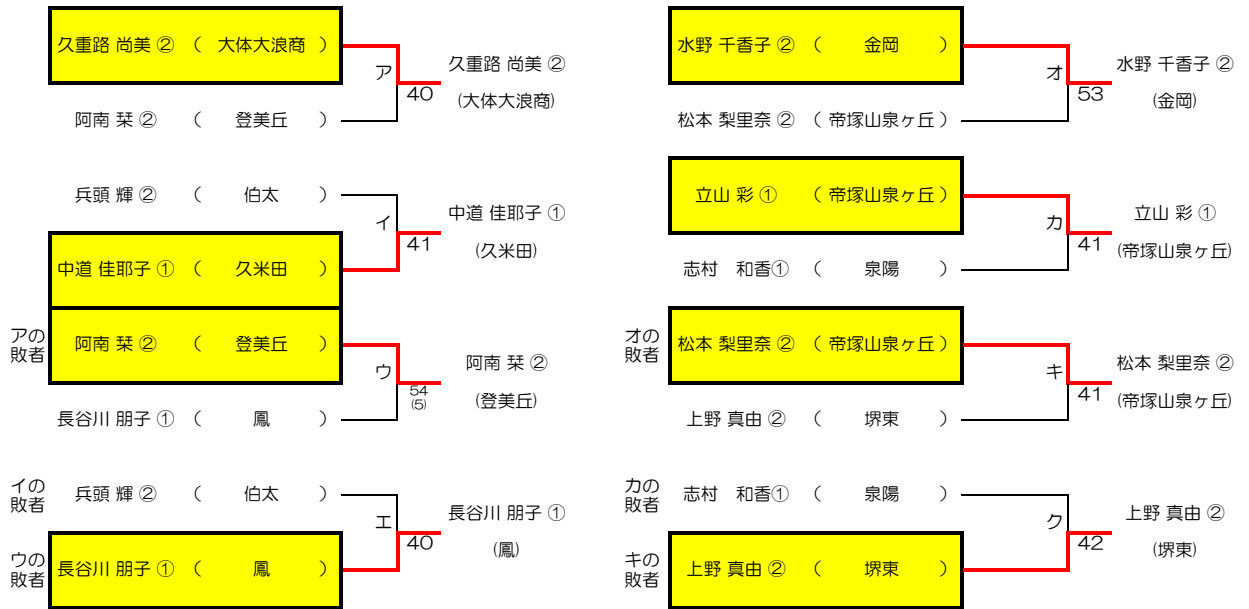 久重路 尚美 ② （ 大体大浪商 ）
ア
久重路 尚美 ②
40
(大体大浪商)
阿南 栞 ② （ 登美丘 ）
兵頭 輝 ② （ 伯太 ）
イ
中道 佳耶子 ①
41
(久米田)
中道 佳耶子 ① （ 久米田 ）
アの
敗者
阿南 栞 ② （ 登美丘 ）
ウ
阿南 栞 ②
54
(5)
(登美丘)
長谷川 朋子 ① （ 鳳 ）
イの
敗者
兵頭 輝 ② （ 伯太 ）
エ
長谷川 朋子 ①
40
(鳳)
ウの
敗者
長谷川 朋子 ① （ 鳳 ）
水野 千香子 ② （ 金岡 ）
オ
水野 千香子 ②
53
(金岡)
松本 梨里奈 ② （ 帝塚山泉ヶ丘 ）
立山 彩 ① （ 帝塚山泉ヶ丘 ）
カ
立山 彩 ①
41
(帝塚山泉ヶ丘)
志村　和香① （ 泉陽 ）
オの
敗者
松本 梨里奈 ② （ 帝塚山泉ヶ丘 ）
キ
松本 梨里奈 ②
41
(帝塚山泉ヶ丘)
上野 真由 ② （ 堺東 ）
カの
敗者
志村　和香① （ 泉陽 ）
ク
上野 真由 ②
42
(堺東)
キの
敗者
上野 真由 ② （ 堺東 ）